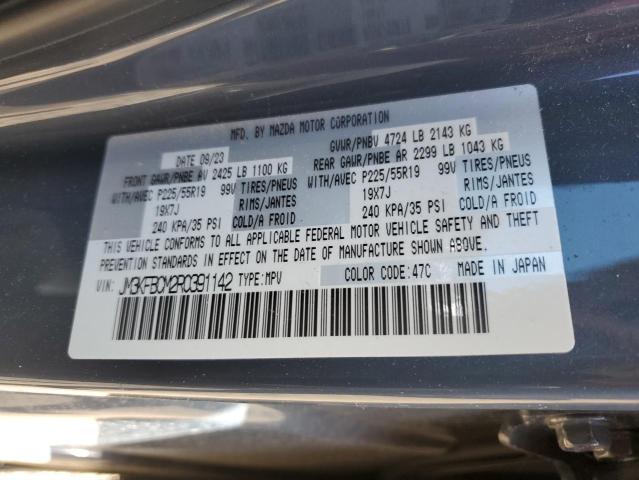 MFD. BY MAZDA MOTOR CORPORATION
DATE 09/23 GVWR/PNBV 4724 LB 2143 KG
FRONT GAWR/PNBE AV 2425 LB 1100 KG REAR GAWR/PNBE AR 2299 LB 1043 KG
WITH/AVEC P225/55R19 99V TIRES/PNEUS WITH/AVEC P225/55R19 99V TIRES/PNEUS
19X7J RIMS/JANTES 19X7J RIMS/JANTES
240 KPA/35 PSI COLD/A FROID 240 KPA/35 PSI COLD/A FROID
THIS VEHICLE CONFORMS TO ALL APPLICABLE FEDERAL MOTOR VEHICLE SAFETY AND THEFT
PREVENTION STANDARDS IN EFFECT ON THE DATE OF MANUFACTURE SHOWN ABOVE.
VIN: JM3KFBCM2R0391142 TYPE:MPV COLOR CODE:47C MADE IN JAPAN